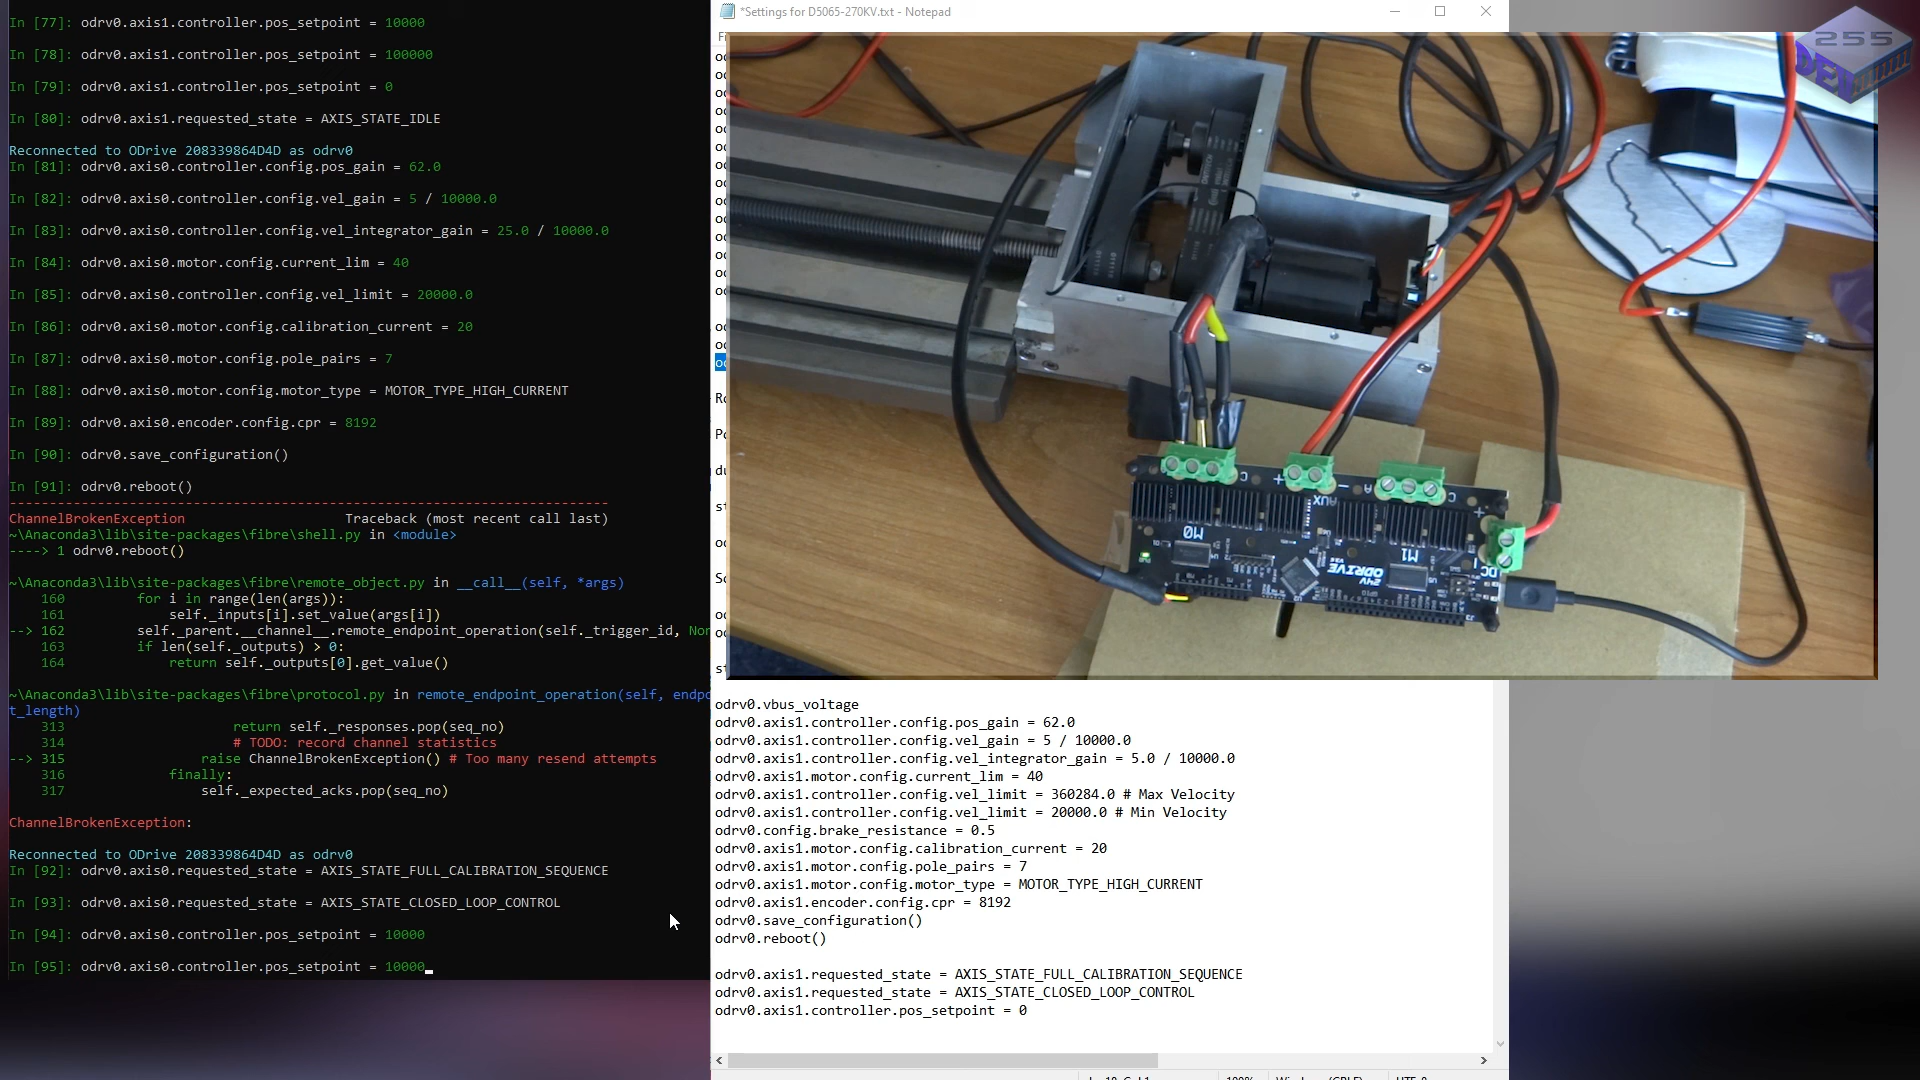 In [77]: odrv0.axis1.controller.pos_setpoint = 10000
In [78]: odrv0.axis1.controller.pos_setpoint = 100000
In [79]: odrv0.axis1.controller.pos_setpoint = 0
In [80]: odrv0.axis1.requested_state = AXIS_STATE_IDLE
Reconnected to ODrive 208339864D4D as odrv0
In [81]: odrv0.axis0.controller.config.pos_gain = 62.0
In [82]: odrv0.axis0.controller.config.vel_gain = 5 / 10000.0
In [83]: odrv0.axis0.controller.config.vel_integrator_gain = 25.0 / 10000.0
In [84]: odrv0.axis0.motor.config.current_lim = 40
In [85]: odrv0.axis0.controller.config.vel_limit = 20000.0
In [86]: odrv0.axis0.motor.config.calibration_current = 20
In [87]: odrv0.axis0.motor.config.pole_pairs = 7
In [88]: odrv0.axis0.motor.config.motor_type = MOTOR_TYPE_HIGH_CURRENT
In [89]: odrv0.axis0.encoder.config.cpr = 8192
In [90]: odrv0.save_configuration()
In [91]: odrv0.reboot()
---------------------------------------------------------------------------
ChannelBrokenException                    Traceback (most recent call last)
~\Anaconda3\lib\site-packages\fibre\shell.py in <module>
----> 1 odrv0.reboot()
~\Anaconda3\lib\site-packages\fibre\remote_object.py in __call__(self, *args)
160         for i in range(len(args)):
161             self._inputs[i].set_value(args[i])
--> 162         self._parent.__channel__.remote_endpoint_operation(self._trigger_id, Non
163         if len(self._outputs) > 0:
164             return self._outputs[0].get_value()
~\Anaconda3\lib\site-packages\fibre\protocol.py in remote_endpoint_operation(self, endpo
t_length)
313                     return self._responses.pop(seq_no)
314                     # TODO: record channel statistics
--> 315                 raise ChannelBrokenException() # Too many resend attempts
316             finally:
317                 self._expected_acks.pop(seq_no)
ChannelBrokenException:
Reconnected to ODrive 208339864D4D as odrv0
In [92]: odrv0.axis0.requested_state = AXIS_STATE_FULL_CALIBRATION_SEQUENCE
In [93]: odrv0.axis0.requested_state = AXIS_STATE_CLOSED_LOOP_CONTROL
In [94]: odrv0.axis0.controller.pos_setpoint = 10000
In [95]: odrv0.axis0.controller.pos_setpoint = 10000
*Settings for D5065-270KV.txt - Notepad
255
DEV
C
+
AUX
-
A
C
+
M0
M1
ODRIVE
24V
DC
odrv0.vbus_voltage
odrv0.axis1.controller.config.pos_gain = 62.0
odrv0.axis1.controller.config.vel_gain = 5 / 10000.0
odrv0.axis1.controller.config.vel_integrator_gain = 5.0 / 10000.0
odrv0.axis1.motor.config.current_lim = 40
odrv0.axis1.controller.config.vel_limit = 360284.0 # Max Velocity
odrv0.axis1.controller.config.vel_limit = 20000.0 # Min Velocity
odrv0.config.brake_resistance = 0.5
odrv0.axis1.motor.config.calibration_current = 20
odrv0.axis1.motor.config.pole_pairs = 7
odrv0.axis1.motor.config.motor_type = MOTOR_TYPE_HIGH_CURRENT
odrv0.axis1.encoder.config.cpr = 8192
odrv0.save_configuration()
odrv0.reboot()
odrv0.axis1.requested_state = AXIS_STATE_FULL_CALIBRATION_SEQUENCE
odrv0.axis1.requested_state = AXIS_STATE_CLOSED_LOOP_CONTROL
odrv0.axis1.controller.pos_setpoint = 0